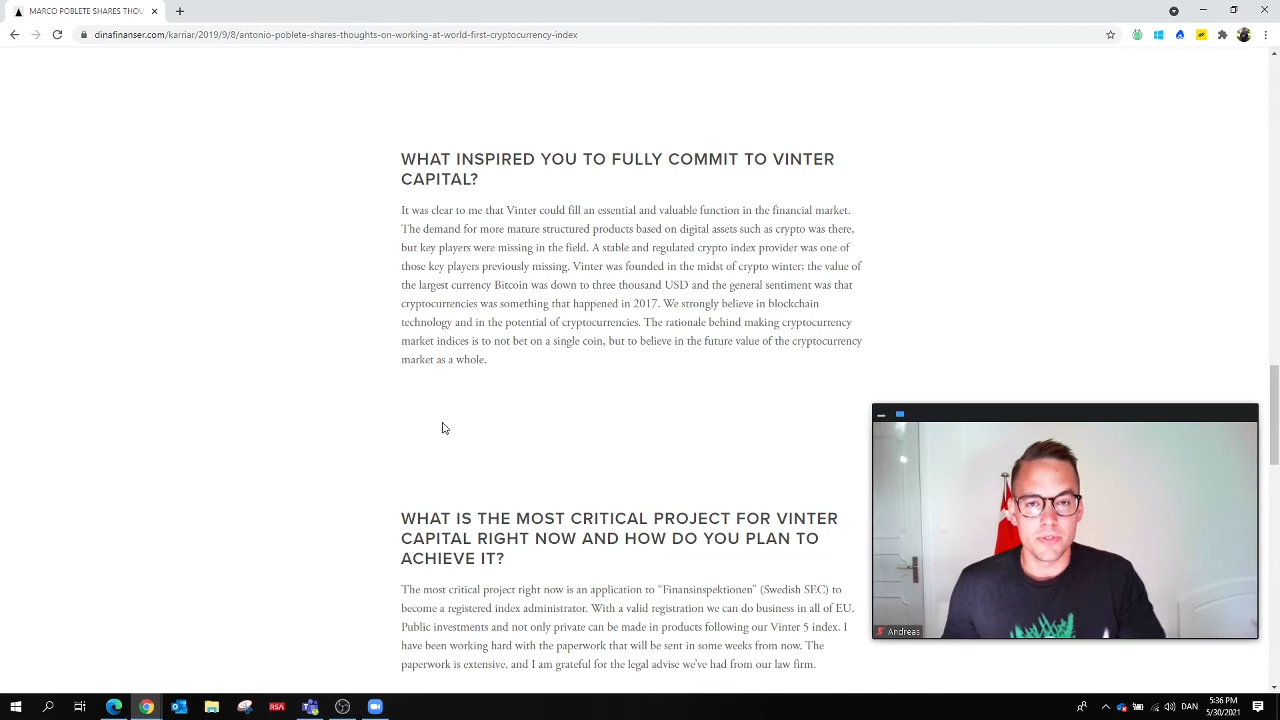 MARCO POBLETE SHARES THOU
dinafinanser.com/karriar/2019/9/8/antonio-poblete-shares-thoughts-on-working-at-world-first-cryptocurrency-index
WHAT INSPIRED YOU TO FULLY COMMIT TO VINTER
CAPITAL?
It was clear to me that Vinter could fill an essential and valuable function in the financial market.
The demand for more mature structured products based on digital assets such as crypto was there,
but key players were missing in the field. A stable and regulated crypto index provider was one of
those key players previously missing. Vinter was founded in the midst of crypto winter; the value of
the largest currency Bitcoin was down to three thousand USD and the general sentiment was that
cryptocurrencies was something that happened in 2017. We strongly believe in blockchain
technology and in the potential of cryptocurrencies. The rationale behind making cryptocurrency
market indices is to not bet on a single coin, but to believe in the future value of the cryptocurrency
market as a whole.
WHAT IS THE MOST CRITICAL PROJECT FOR VINTER
CAPITAL RIGHT NOW AND HOW DO YOU PLAN TO
ACHIEVE IT?
The most critical project right now is an application to “Finansinspektionen” (Swedish SEC) to
become a registered index administrator. With a valid registration we can do business in all of EU.
Public investments and not only private can be made in products following our Vinter 5 index. I
have been working hard with the paperwork that will be sent in some weeks from now. The
paperwork is extensive, and I am grateful for the legal advise we’ve had from our law firm.
Andreas
RSA
DAN
5:36 PM
5/30/2021